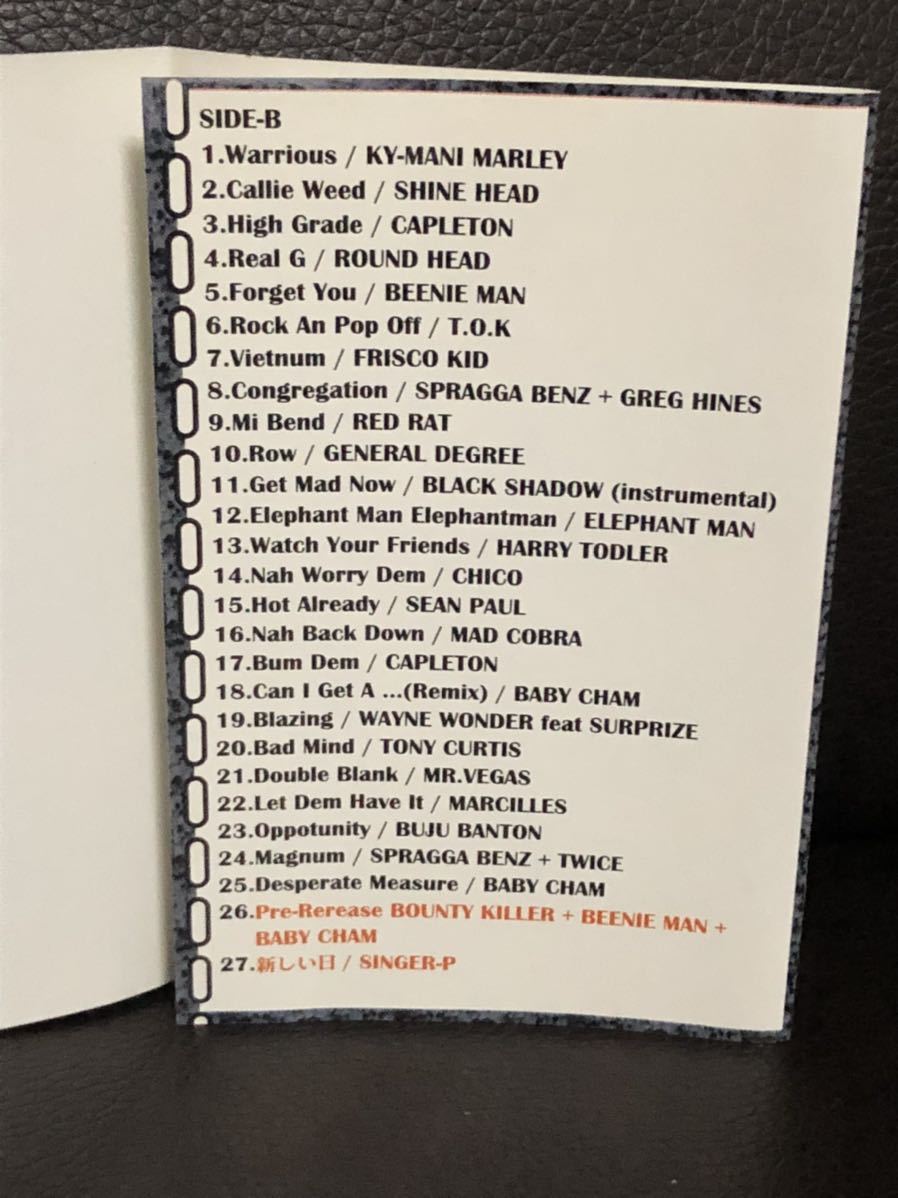 SIDE-B
1.Warrious / KY-MANI MARLEY
2.Callie Weed / SHINE HEAD
3.High Grade / CAPLETON
4.Real G / ROUND HEAD
5.Forget You / BEENIE MAN
6.Rock An Pop Off / T.O.K
7.Vietnum / FRISCO KID
8.Congregation / SPRAGGA BENZ + GREG HINES
9.Mi Bend / RED RAT
10.Row / GENERAL DEGREE
11.Get Mad Now / BLACK SHADOW (instrumental)
12.Elephant Man Elephantman / ELEPHANT MAN
13.Watch Your Friends / HARRY TODLER
14.Nah Worry Dem / CHICO
15.Hot Already / SEAN PAUL
16.Nah Back Down / MAD COBRA
17.Bum Dem / CAPLETON
18.Can I Get A ...(Remix) / BABY CHAM
19.Blazing / WAYNE WONDER feat SURPRIZE
20.Bad Mind / TONY CURTIS
21.Double Blank / MR.VEGAS
22.Let Dem Have It / MARCILLES
23.Oppotunity / BUJU BANTON
24.Magnum / SPRAGGA BENZ + TWICE
25.Desperate Measure / BABY CHAM
26.Pre-Rerease BOUNTY KILLER + BEENIE MAN +
BABY CHAM
27.新しい日 / SINGER-P